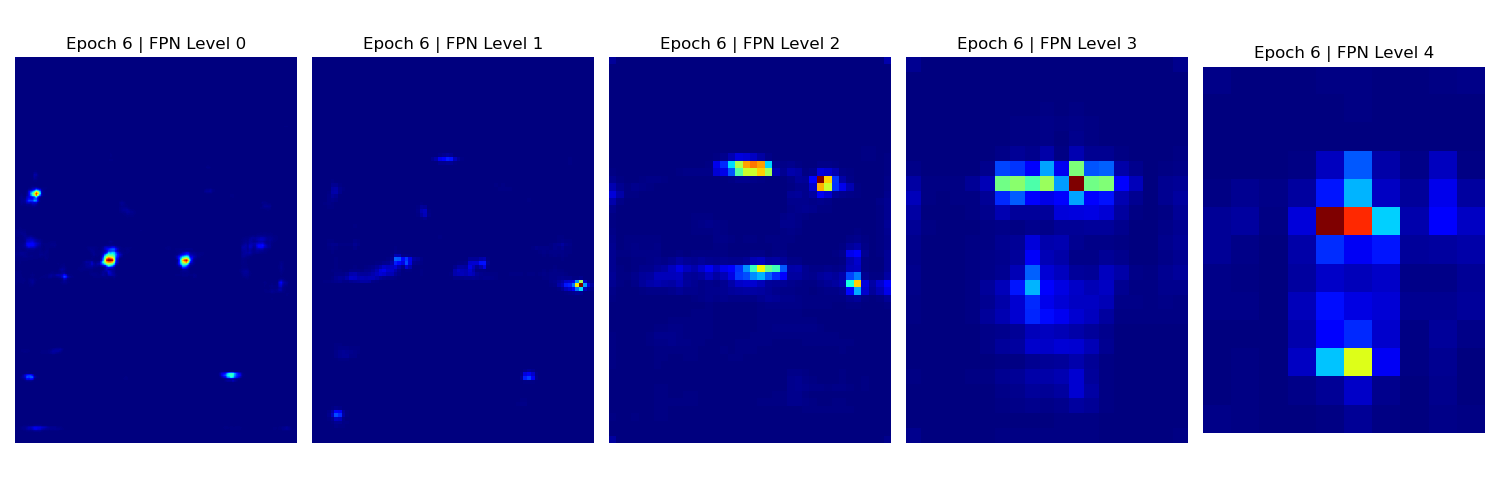 Epoch 6 | FPN Level 0
Epoch 6 | FPN Level 1
Epoch 6 | FPN Level 2
Epoch 6 | FPN Level 3
Epoch 6 | FPN Level 4